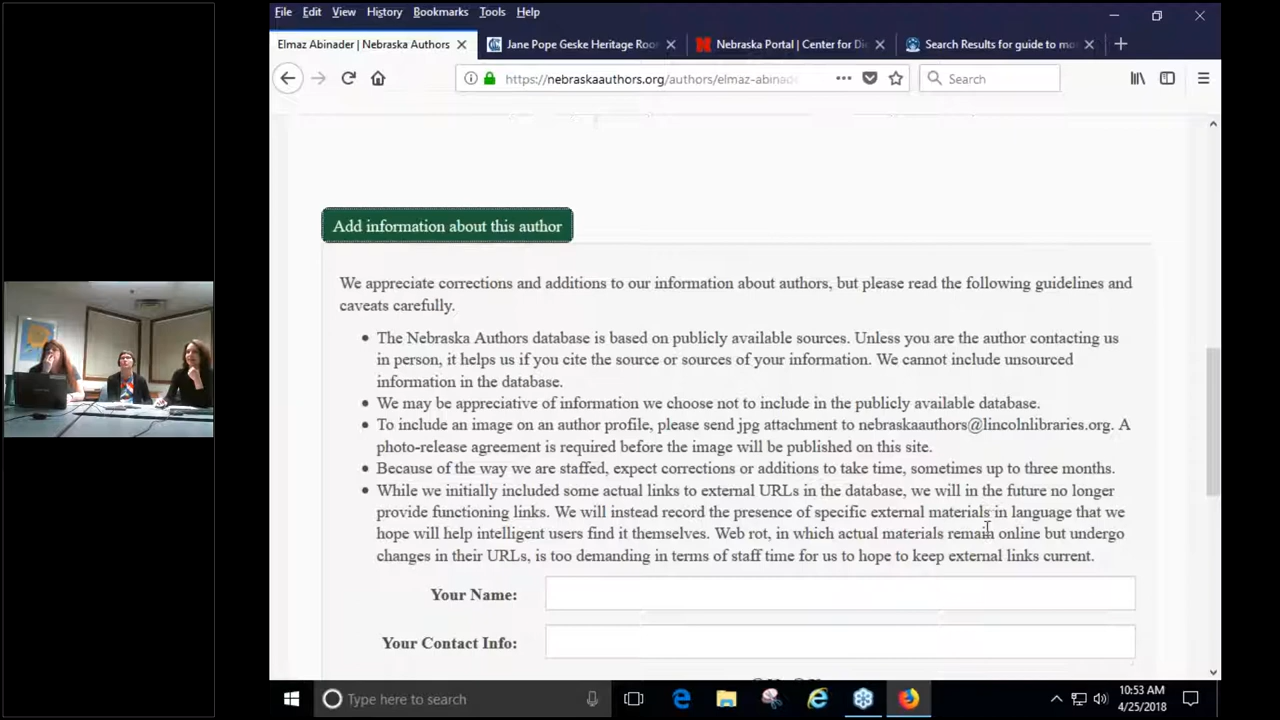 File Edit View History Bookmarks Tools Help
Elmaz Abinader | Nebraska Authors
Jane Pope Geske Heritage Roo
Nebraska Portal | Center for Di
Search Results for guide to mo
https://nebraskaauthors.org/authors/elmaz-abinade
Search
Add information about this author
We appreciate corrections and additions to our information about authors, but please read the following guidelines and
caveats carefully.
The Nebraska Authors database is based on publicly available sources. Unless you are the author contacting us
in person, it helps us if you cite the source or sources of your information. We cannot include unsourced
information in the database.
We may be appreciative of information we choose not to include in the publicly available database.
To include an image on an author profile, please send jpg attachment to nebraskaauthors@lincolnlibraries.org. A
photo-release agreement is required before the image will be published on this site.
Because of the way we are staffed, expect corrections or additions to take time, sometimes up to three months.
While we initially included some actual links to external URLs in the database, we will in the future no longer
provide functioning links. We will instead record the presence of specific external materials in language that we
hope will help intelligent users find it themselves. Web rot, in which actual materials remain online but undergo
changes in their URLs, is too demanding in terms of staff time for us to hope to keep external links current.
Your Name:
Your Contact Info:
Type here to search
10:53 AM
4/25/2018